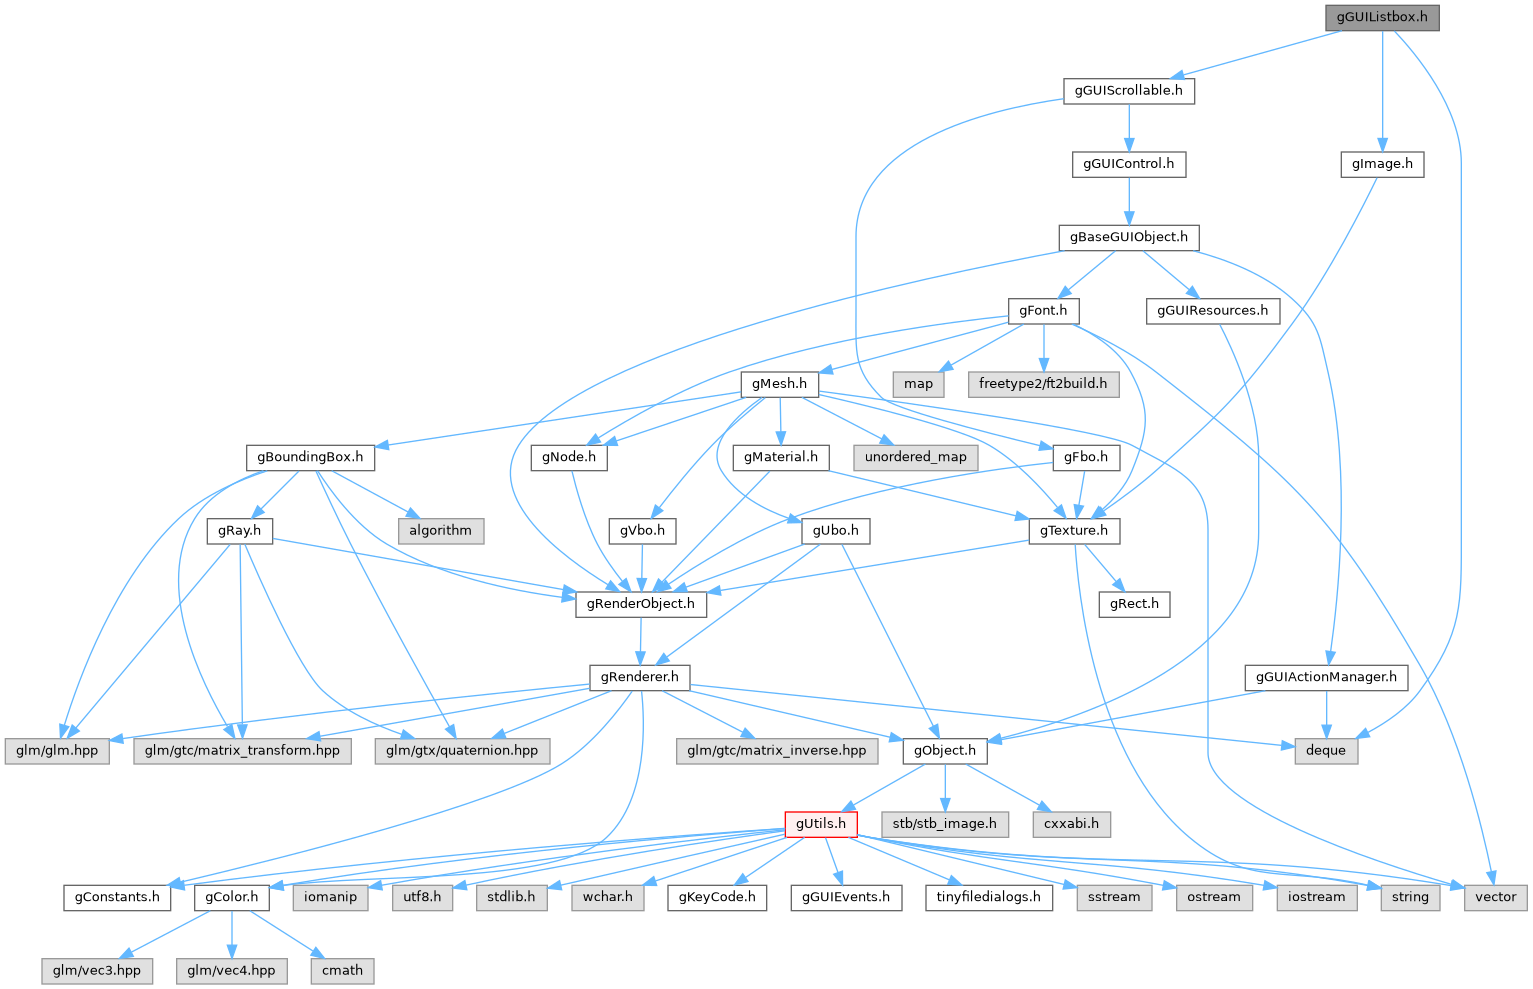 gGUIListbox.h
gGUIScrollable.h
gGUIControl.h
gImage.h
gBaseGUIObject.h
gFont.h
gGUIResources.h
gMesh.h
map
freetype2/ft2build.h
gBoundingBox.h
gNode.h
gMaterial.h
unordered_map
gFbo.h
gRay.h
algorithm
gVbo.h
gUbo.h
gTexture.h
gRenderObject.h
gRect.h
gRenderer.h
gGUIActionManager.h
glm/glm.hpp
glm/gtc/matrix_transform.hpp
glm/gtx/quaternion.hpp
glm/gtc/matrix_inverse.hpp
gObject.h
deque
gUtils.h
stb/stb_image.h
cxxabi.h
gConstants.h
gColor.h
iomanip
utf8.h
stdlib.h
wchar.h
gKeyCode.h
gGUIEvents.h
tinyfiledialogs.h
sstream
ostream
iostream
string
vector
glm/vec3.hpp
glm/vec4.hpp
cmath